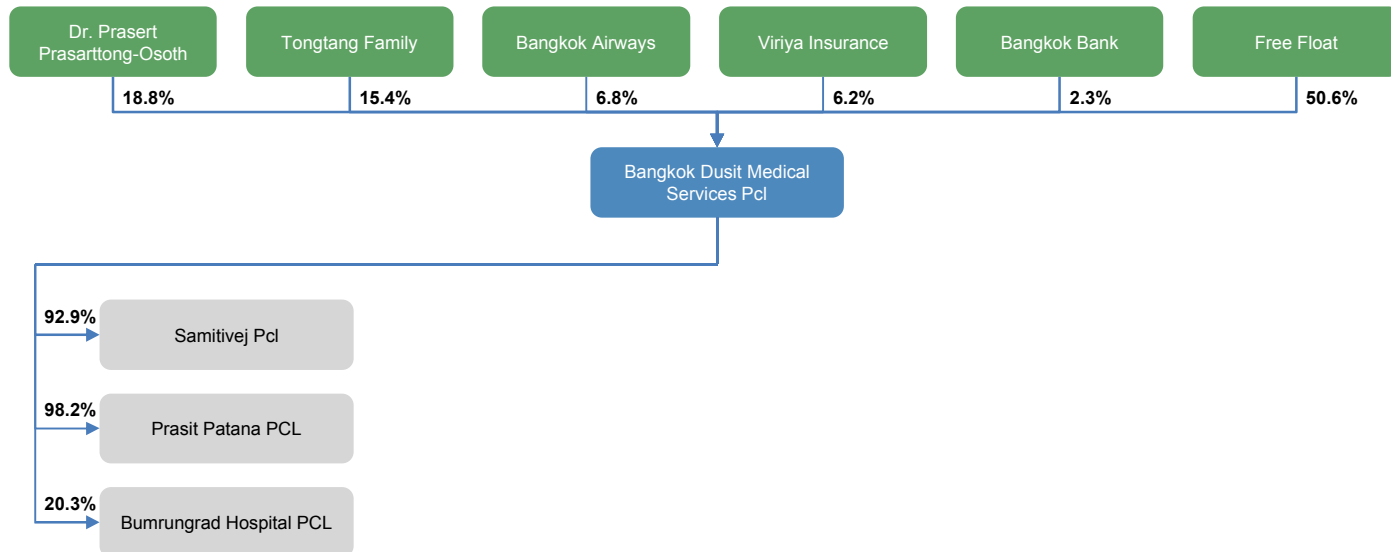 Dr. Prasert
Prasarttong-Osoth
Tongtang Family
Bangkok Airways
Viriya Insurance
Bangkok Bank
Free Float
18.8%
15.4%
6.8%
6.2%
2.3%
50.6%
Bangkok Dusit Medical
Services Pcl
92.9%
Samitivej Pcl
98.2%
Prasit Patana PCL
20.3%
Bumrungrad Hospital PCL